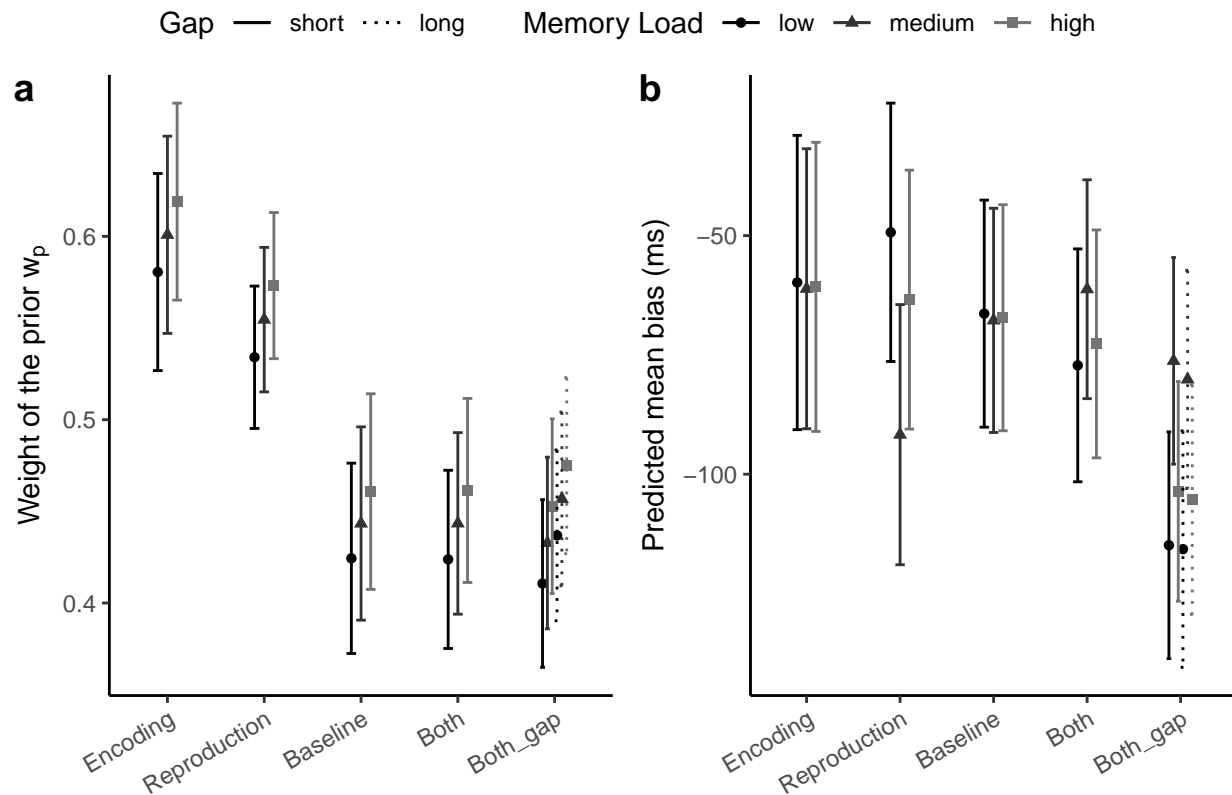 Gap short long Memory Load low medium high
a
b
Weight of the prior wp
0.6
0.5
0.4
Encoding
Reproduction
Baseline
Both
Both_gap
Predicted mean bias (ms)
−50
−100
Encoding
Reproduction
Baseline
Both
Both_gap